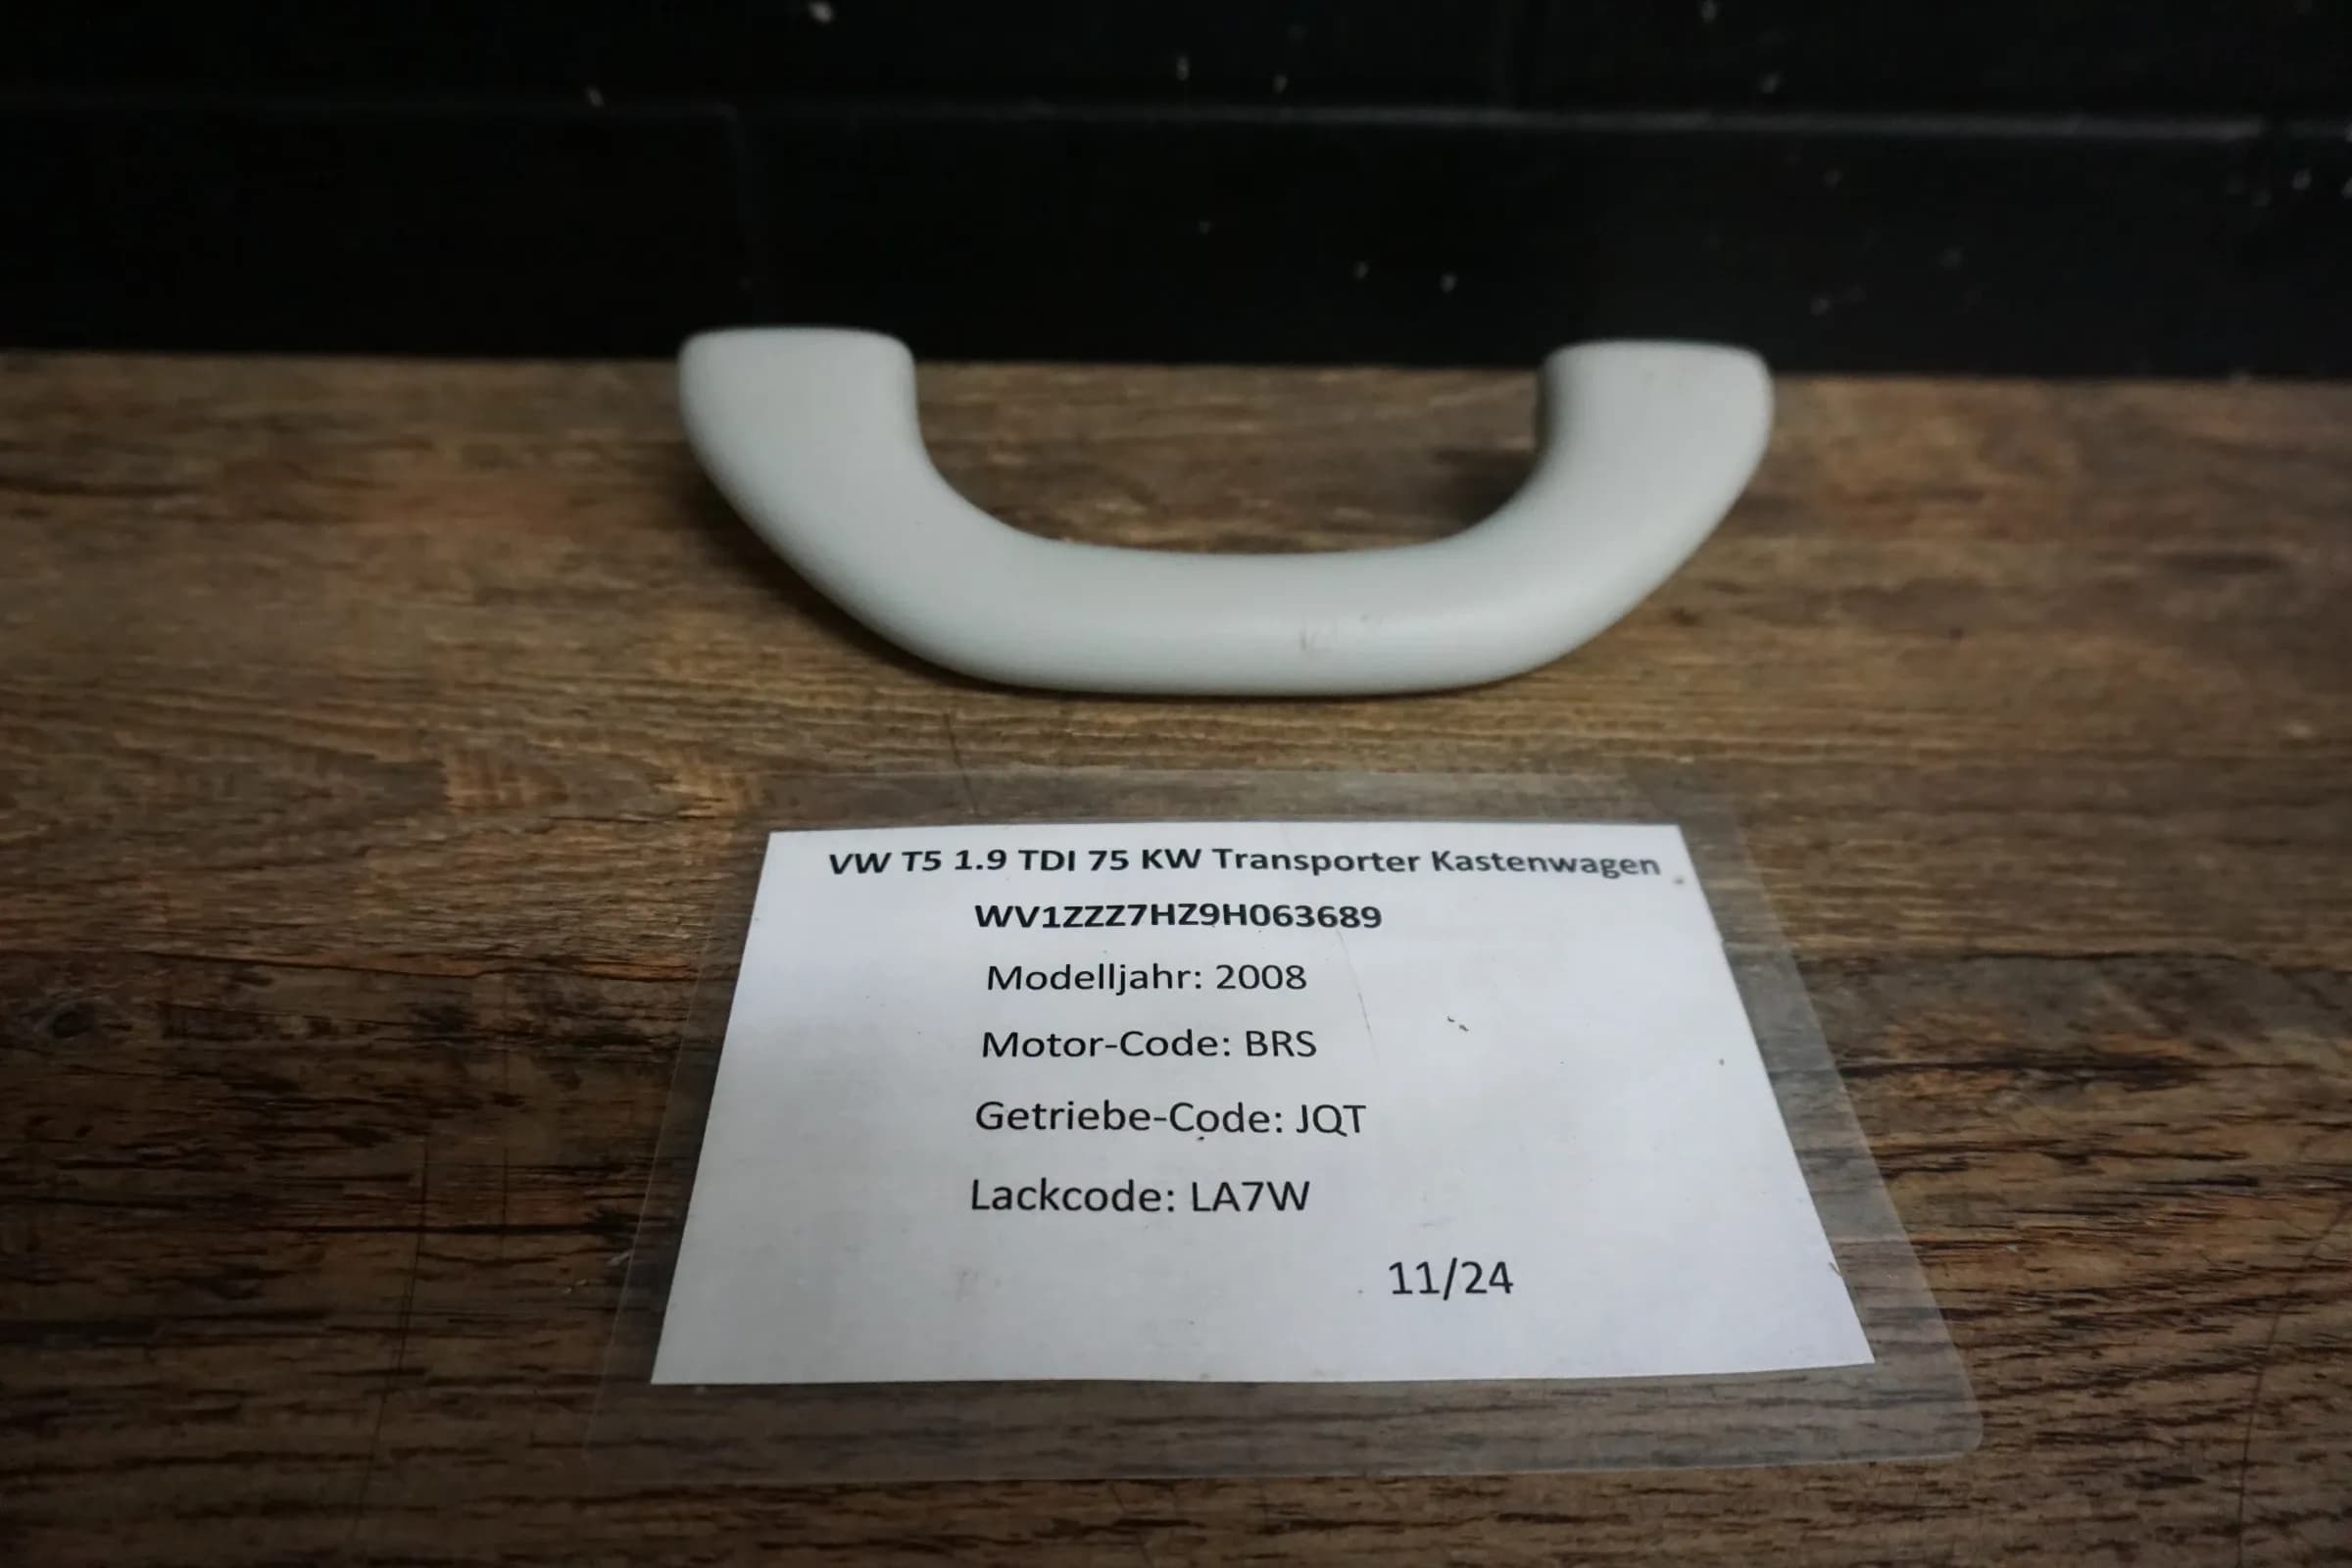 VW T5 1.9 TDI 75 KW Transporter Kastenwagen
WV1ZZZ7HZ9H063689
Modelljahr: 2008
Motor-Code: BRS
Getriebe-Code: JQT
Lackcode: LA7W
11/24